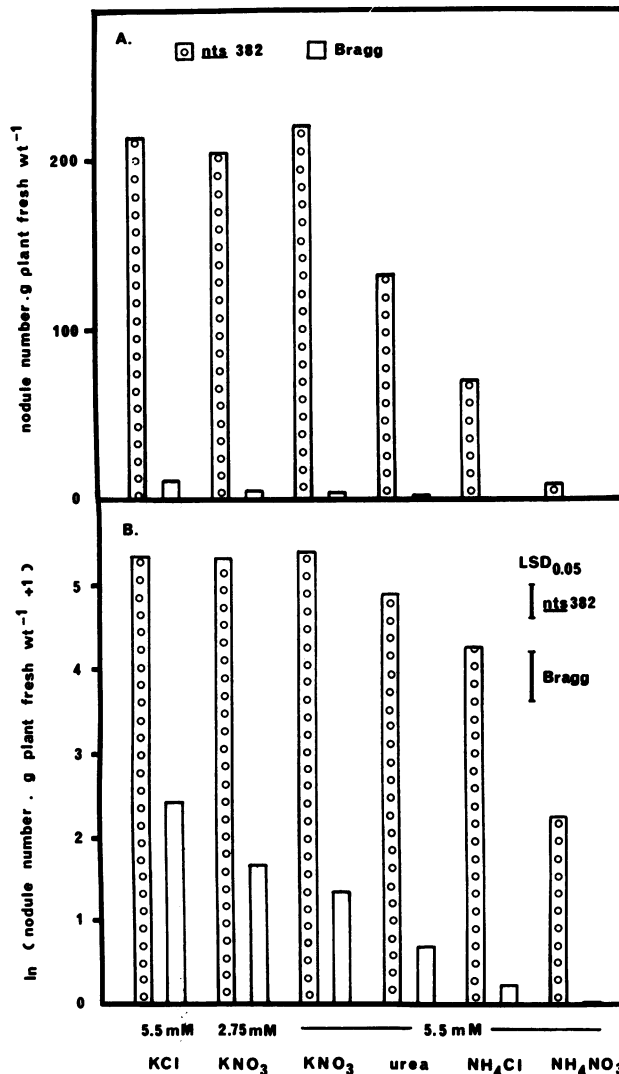 A.
nts 382
Bragg
nodule number.g plant fresh wt⁻¹
200
100
0
B.
ln ( nodule number . g plant fresh wt⁻¹ +1 )
5
4
3
2
1
0
LSD₀.₀₅
nts382
Bragg
5.5 mM 2.75mM 5.5 mM
KCl KNO₃ KNO₃ urea NH₄Cl NH₄NO₃